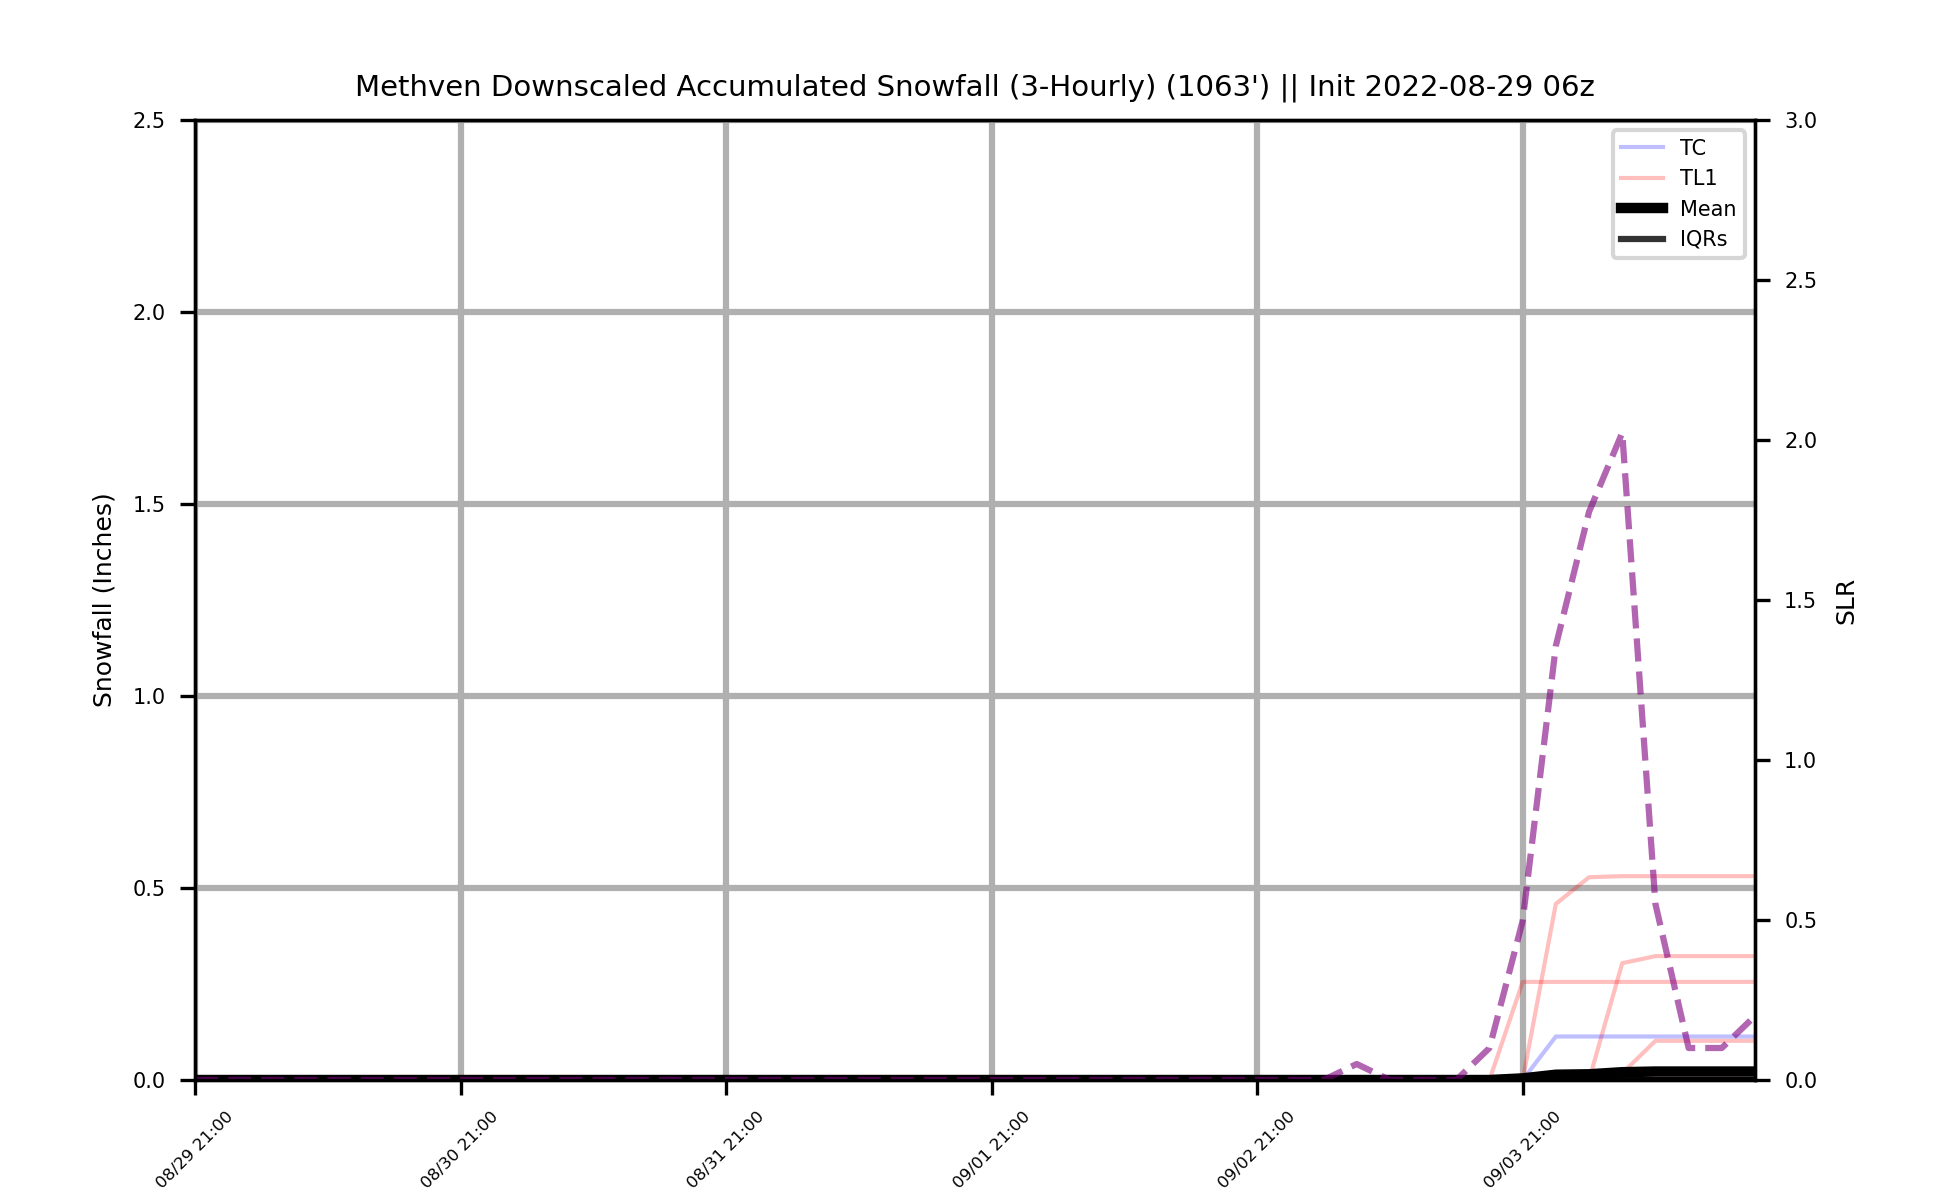 Methven Downscaled Accumulated Snowfall (3-Hourly) (1063') || Init 2022-08-29 06z
2.5
2.0
1.5
1.0
0.5
0.0
Snowfall (Inches)
3.0
2.5
2.0
1.5
1.0
0.5
0.0
SLR
TC
TL1
Mean
IQRs
08/29 21:00
08/30 21:00
08/31 21:00
09/01 21:00
09/02 21:00
09/03 21:00